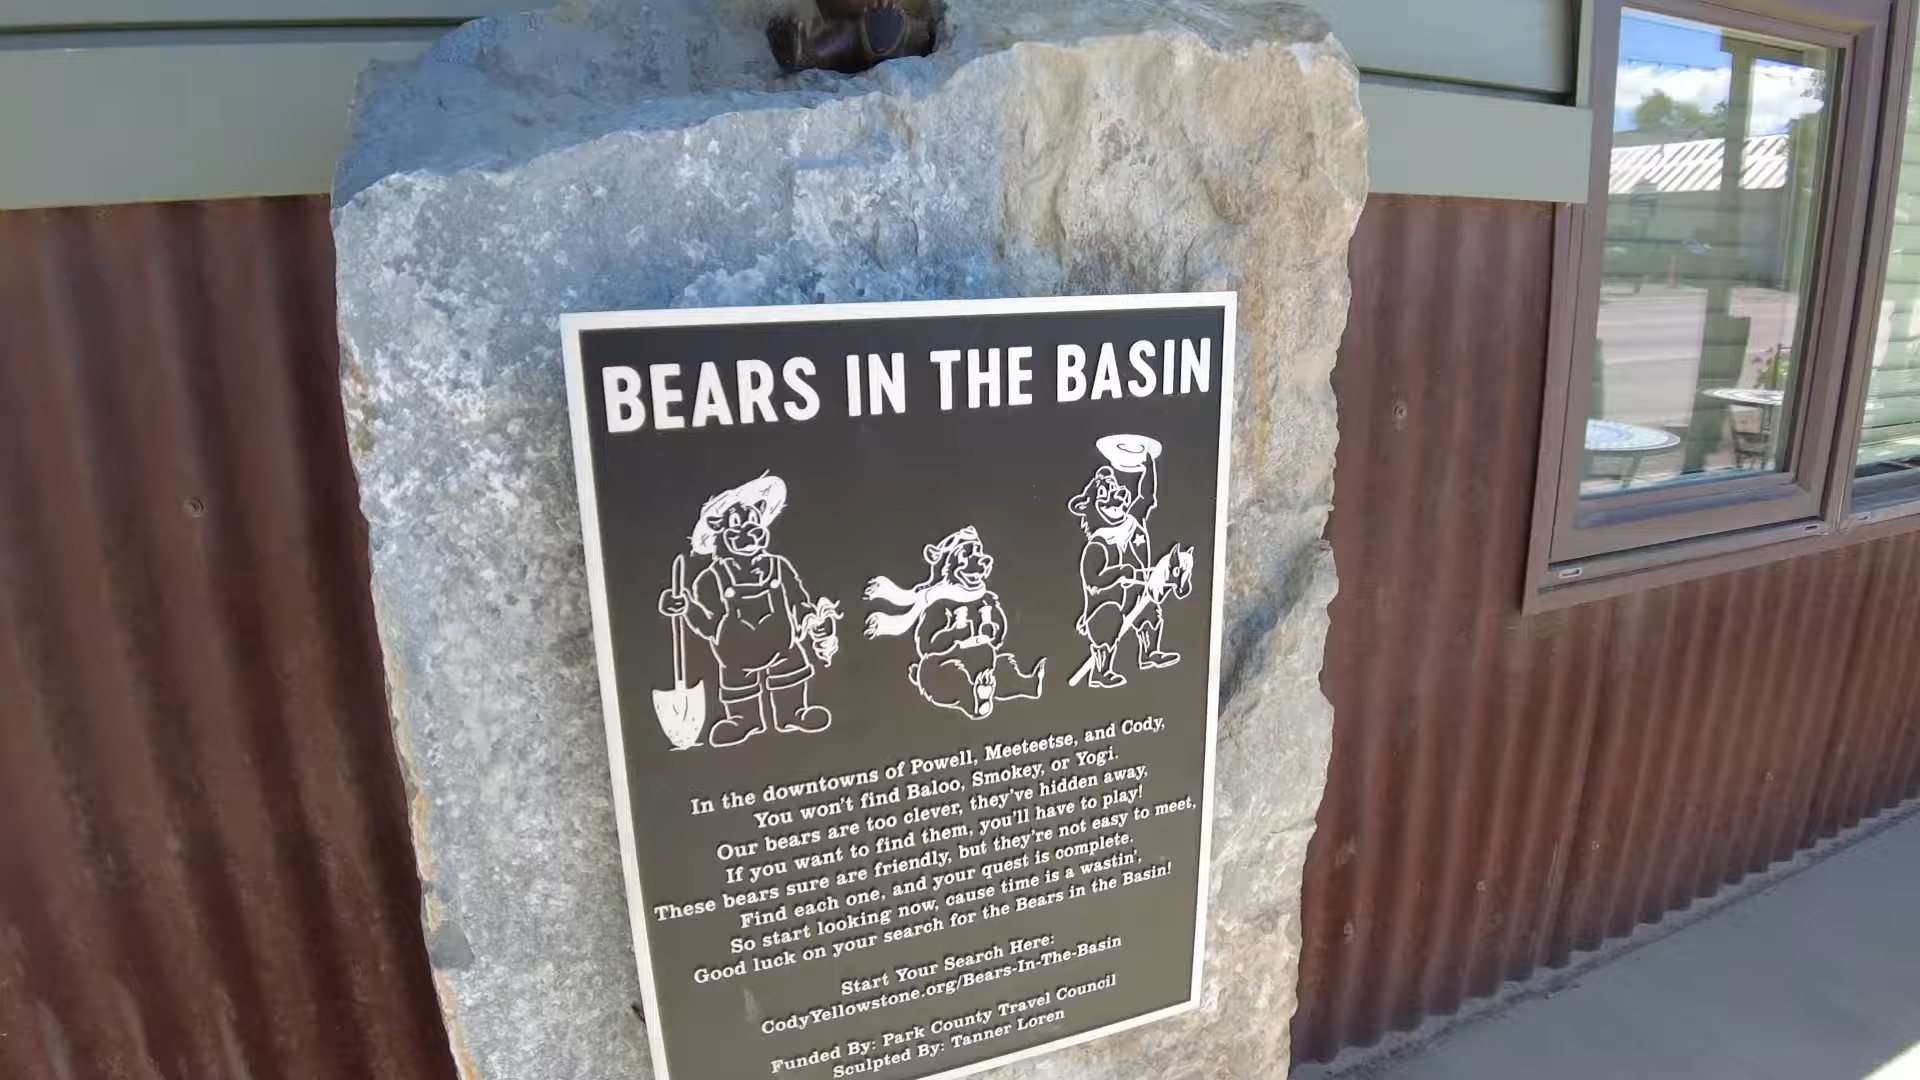 BEARS IN THE BASIN
In the downtowns of Powell, Meeteetse, and Cody,
You won't find Baloo, Smokey, or Yogi.
Our bears are too clever, they've hidden away,
If you want to find them, you'll have to play!
These bears sure are friendly, but they're not easy to meet,
Find each one, and your quest is complete.
So start looking now, cause time is a wastin',
Good luck on your search for the Bears in the Basin!
Start Your Search Here:
CodyYellowstone.org/Bears-In-The-Basin
Funded By: Park County Travel Council
Sculpted By: Tanner Loren